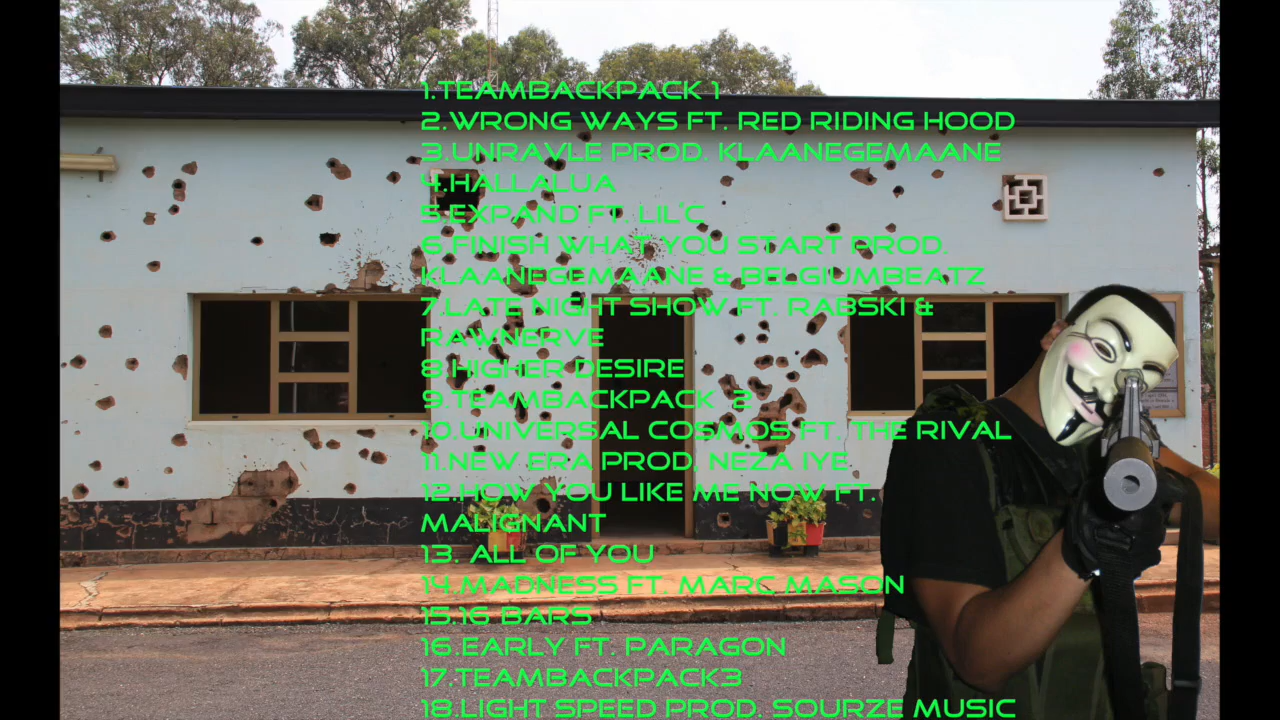 1.TEAMBACKPACK 1
2.WRONG WAYS FT. RED RIDING HOOD
3.UNRAVLE PROD. KLAANEGEMAANE
4.HALLALUA
5.EXPAND FT. LIL'C
6.FINISH WHAT YOU START PROD.
KLAANEGEMAANE & BELGIUMBEATZ
7.LATE NIGHT SHOW FT. RABSKI &
RAWNERVE
8.HIGHER DESIRE
9.TEAMBACKPACK 2
10.UNIVERSAL COSMOS FT. THE RIVAL
11.NEW ERA PROD. NEZA IYE
12.HOW YOU LIKE ME NOW FT.
MALIGNANT
13. ALL OF YOU
14.MADNESS FT. MARC MASON
15.16 BARS
16.EARLY FT. PARAGON
17.TEAMBACKPACK3
18.LIGHT SPEED PROD. SOURZE MUSIC